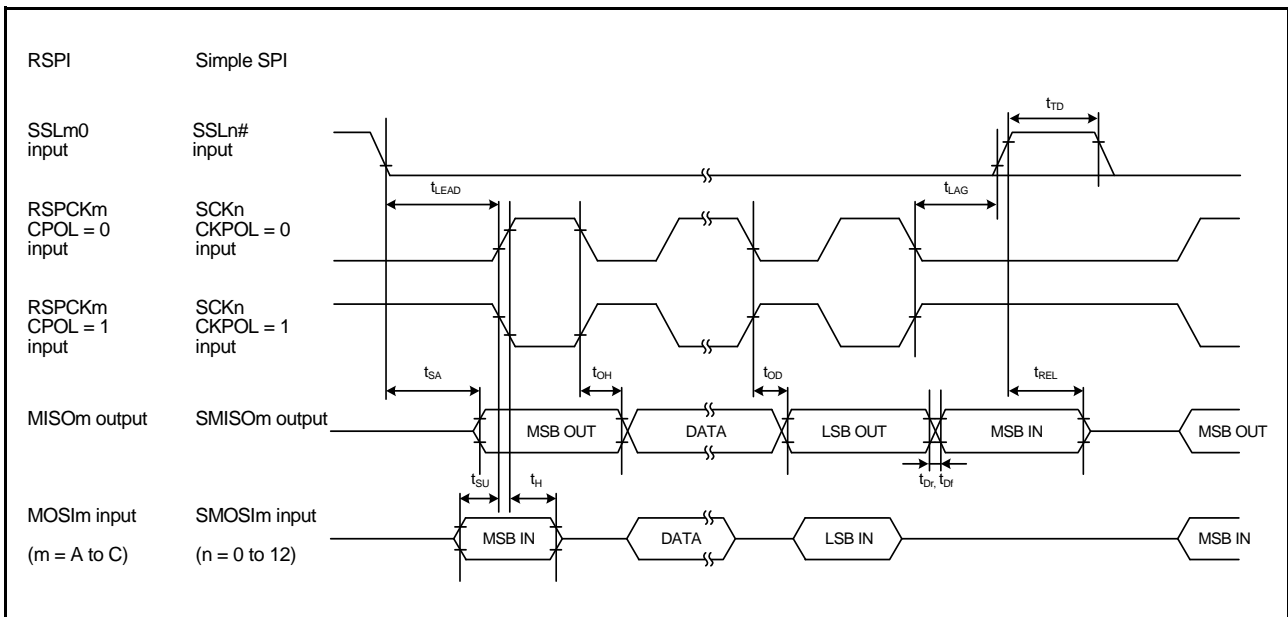 RSPI Simple SPI
tTD
SSLm0 SSLn#
input input
tLEAD tLAG
RSPCKm SCKn
CPOL = 0 CKPOL = 0
input input
RSPCKm SCKn
CPOL = 1 CKPOL = 1
input input
tSA tOH tOD tREL
MISOm output SMISOm output MSB OUT DATA LSB OUT MSB IN MSB OUT
tSU tH tDr, tDf
MOSIm input SMOSIm input MSB IN DATA LSB IN MSB IN
(m = A to C) (n = 0 to 12)